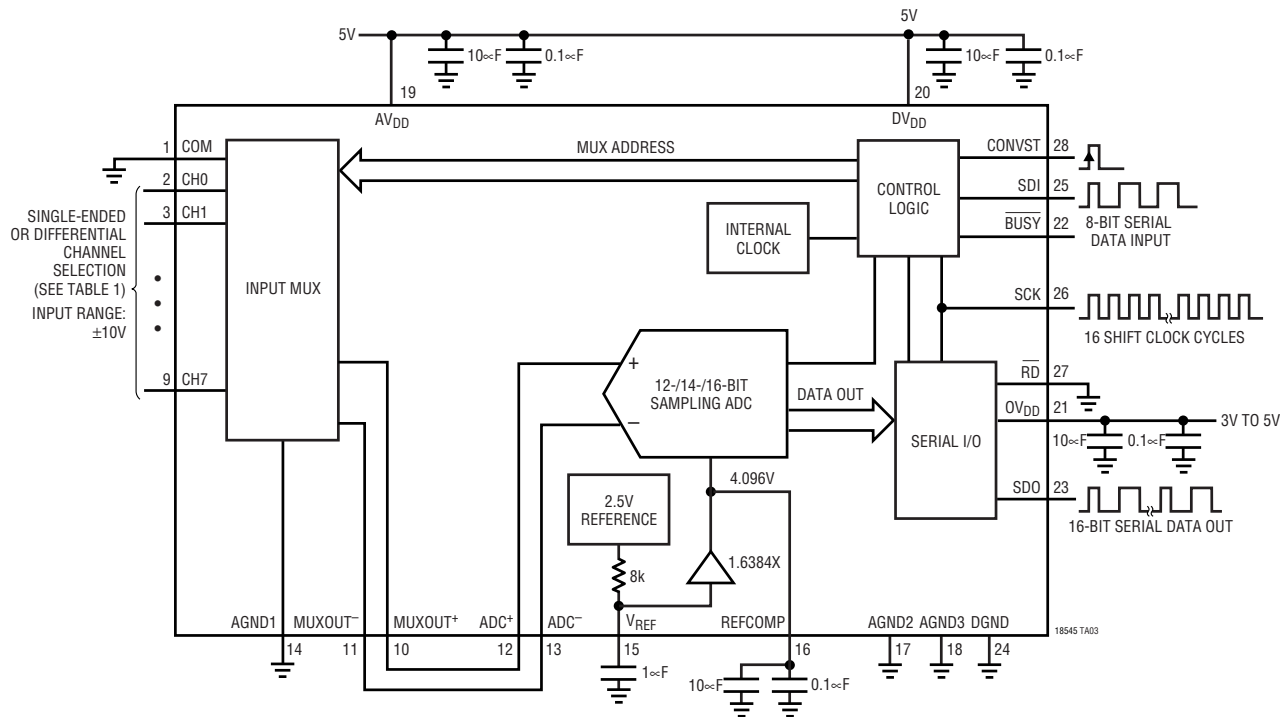 5V
5V
10∝F
0.1∝F
10∝F
0.1∝F
19
20
AVDD
DVDD
1
COM
MUX ADDRESS
CONVST
28
2
CH0
SDI
25
3
CH1
BUSY
22
SINGLE-ENDED
OR DIFFERENTIAL
CHANNEL
SELECTION
(SEE TABLE 1)
INPUT RANGE:
±10V
CONTROL
LOGIC
8-BIT SERIAL
DATA INPUT
INTERNAL
CLOCK
INPUT MUX
SCK
26
16 SHIFT CLOCK CYCLES
+
12-/14-/16-BIT
SAMPLING ADC
–
DATA OUT
9
CH7
RD
27
OVDD
21
3V TO 5V
SERIAL I/O
10∝F
0.1∝F
4.096V
2.5V
REFERENCE
SDO
23
16-BIT SERIAL DATA OUT
1.6384X
8k
AGND1
MUXOUT–
MUXOUT+
ADC+
ADC–
VREF
REFCOMP
AGND2
AGND3
DGND
18545 TA03
14
11
10
12
13
15
16
17
18
24
1∝F
10∝F
0.1∝F